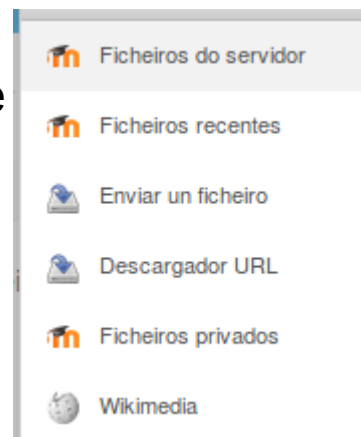 e
Ficheiros do servidor
Ficheiros recentes
Enviar un ficheiro
Descargador URL
Ficheiros privados
Wikimedia